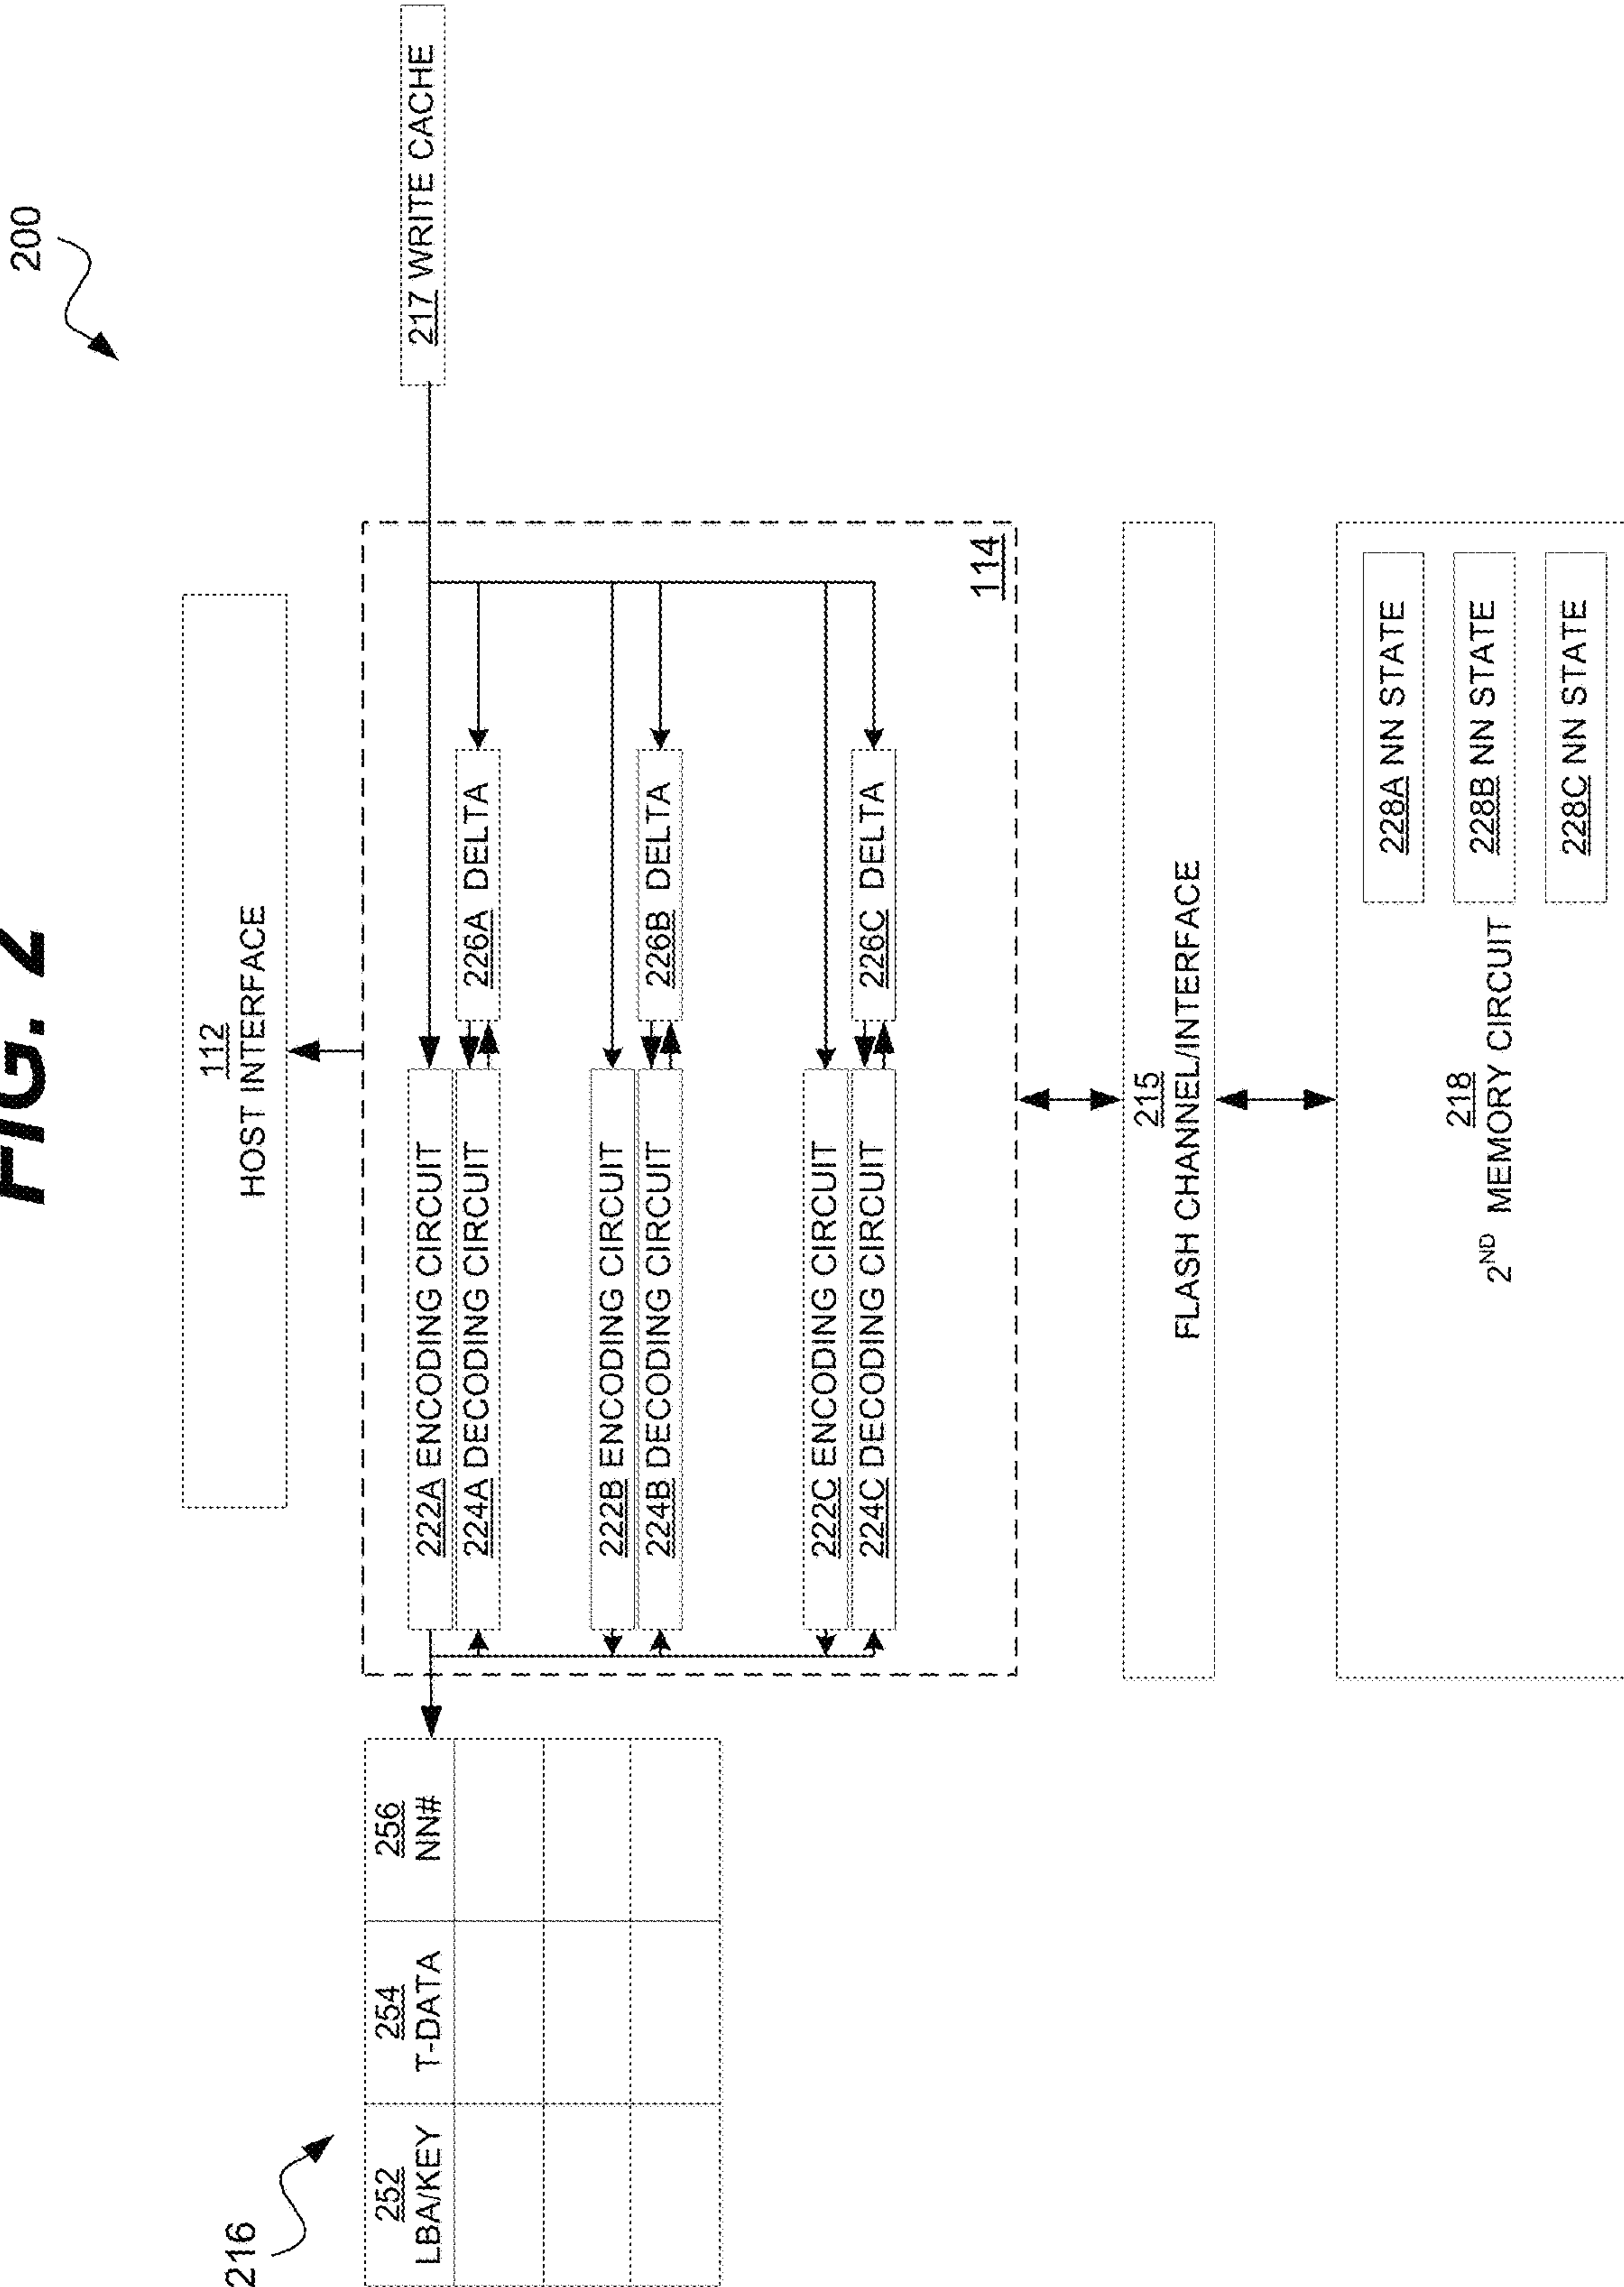 FIG. 2
200
112
HOST INTERFACE
216
252
LBA/KEY
254
T-DATA
256
NN#
222A ENCODING CIRCUIT
224A DECODING CIRCUIT
226A DELTA
217 WRITE CACHE
222B ENCODING CIRCUIT
224B DECODING CIRCUIT
226B DELTA
222C ENCODING CIRCUIT
224C DECODING CIRCUIT
226C DELTA
114
215
FLASH CHANNEL/INTERFACE
218
2ND MEMORY CIRCUIT
228A NN STATE
228B NN STATE
228C NN STATE